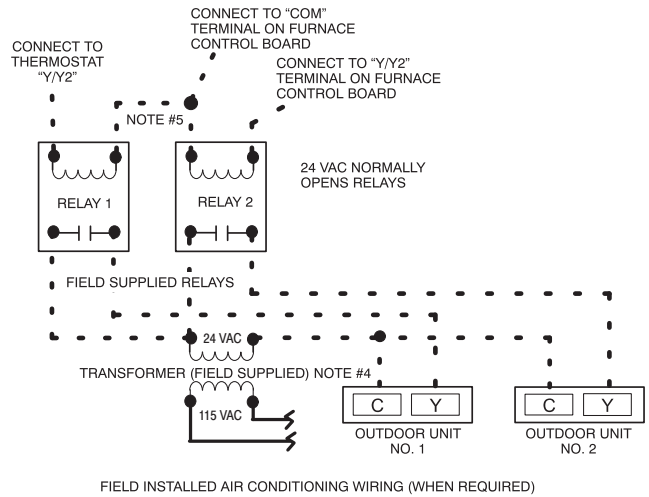 CONNECT TO “COM”
TERMINAL ON FURNACE
CONTROL BOARD
CONNECT TO
THERMOSTAT
“Y/Y2”
CONNECT TO “Y/Y2”
TERMINAL ON FURNACE
CONTROL BOARD
NOTE #5
24 VAC NORMALLY
OPENS RELAYS
RELAY 1
RELAY 2
FIELD SUPPLIED RELAYS
24 VAC
TRANSFORMER (FIELD SUPPLIED) NOTE #4
115 VAC
C
Y
C
Y
OUTDOOR UNIT
NO. 1
OUTDOOR UNIT
NO. 2
FIELD INSTALLED AIR CONDITIONING WIRING (WHEN REQUIRED)